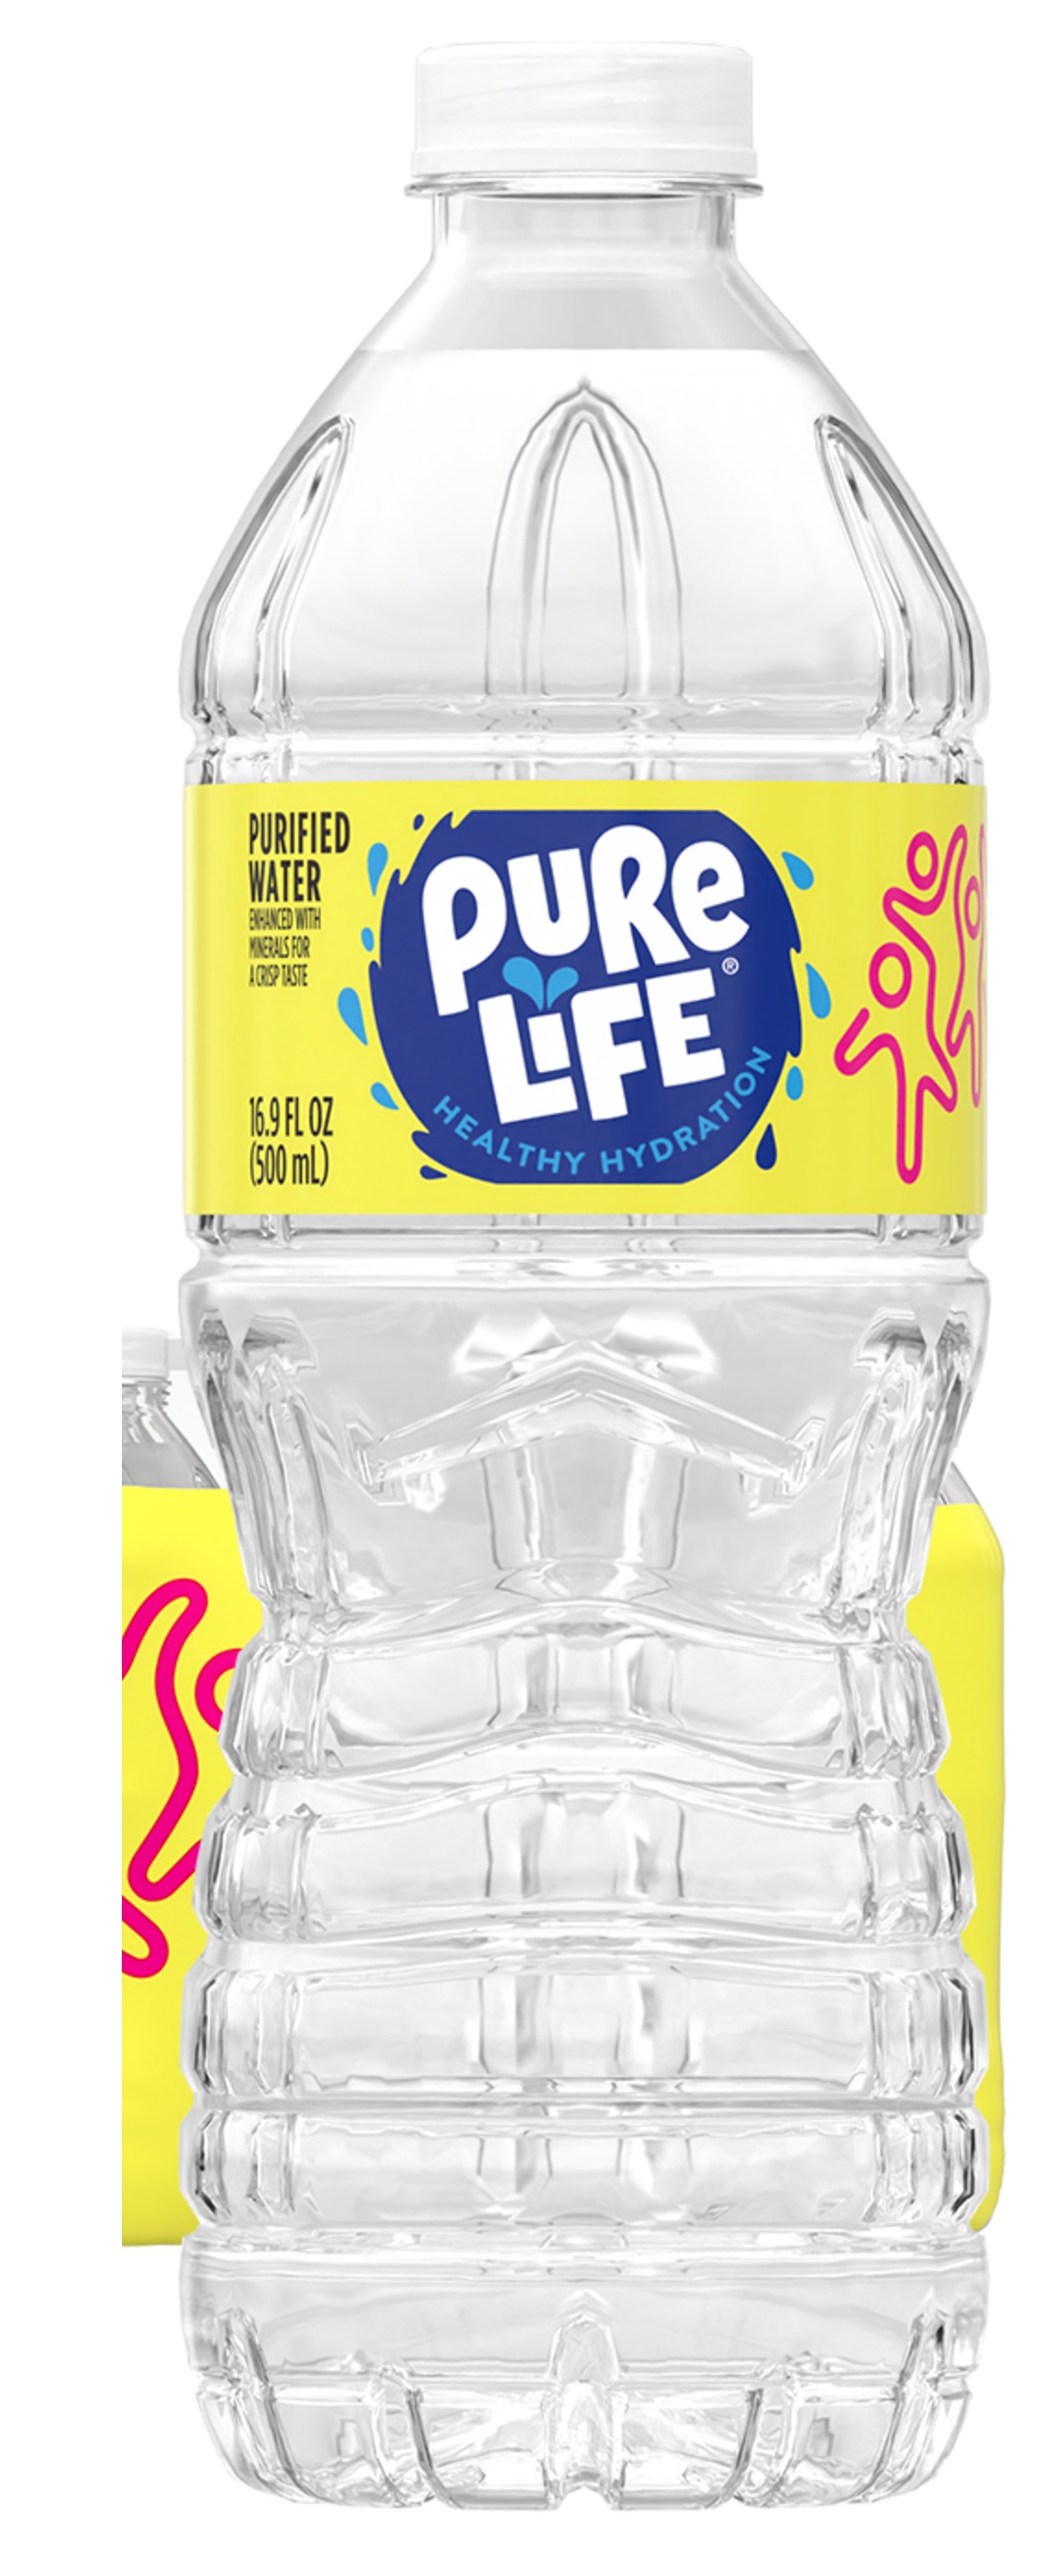 PURIFIED
WATER
ENHANCED WITH
MINERALS FOR
A CRISP TASTE
PURE
LiFE®
HEALTHY HYDRATION
16.9 FL OZ
(500 mL)